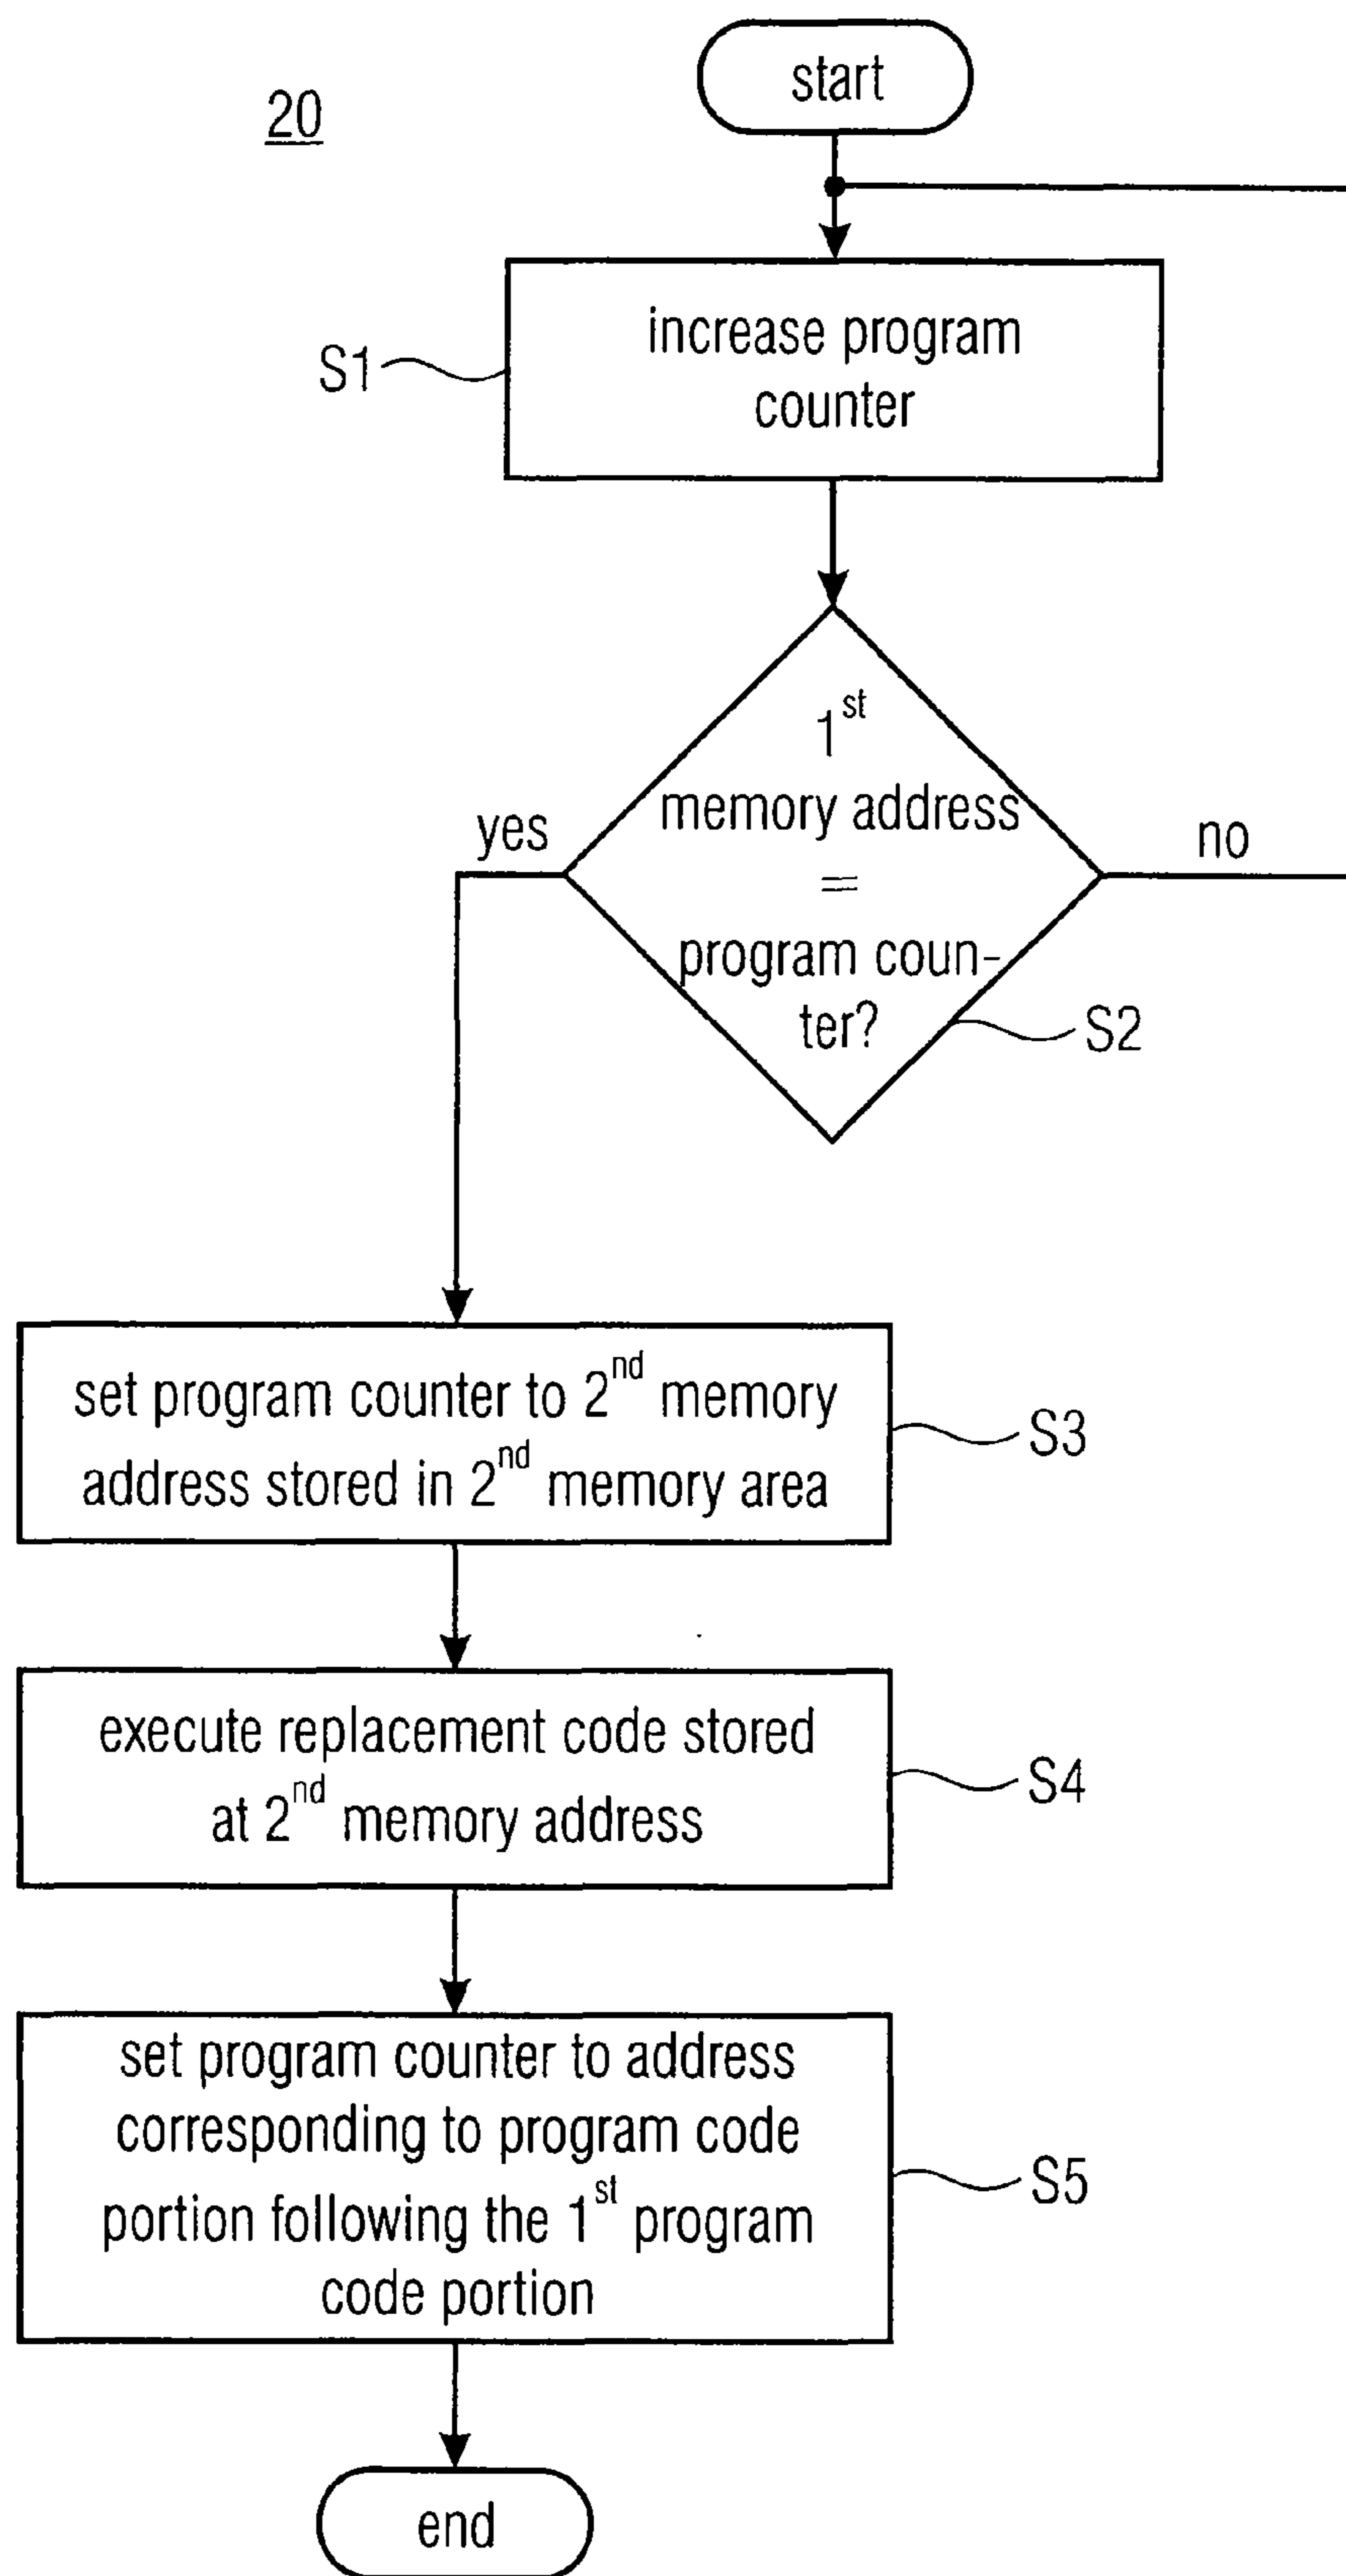 start
20
increase program
counter
S1
1st
memory address
=
program coun-
ter?
yes
no
S2
set program counter to 2nd memory
address stored in 2nd memory area
S3
execute replacement code stored
at 2nd memory address
S4
set program counter to address
corresponding to program code
portion following the 1st program
code portion
S5
end